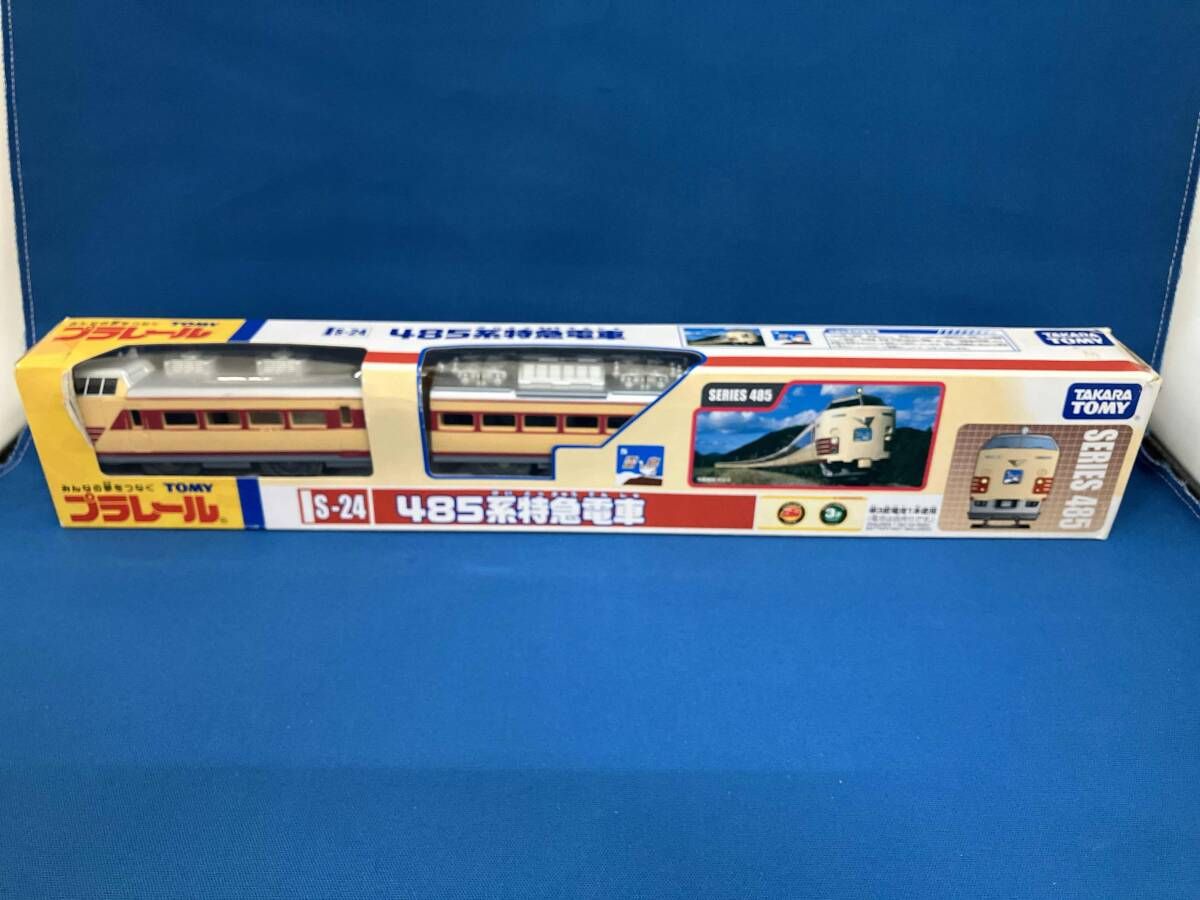 プラレール TOMY
S-24
485系特急電車
TAKARA
TOMY
SERIES 485
TAKARA
TOMY
SERIES 485
みんなの夢をつなぐ TOMY
プラレール
S-24
485系特急電車